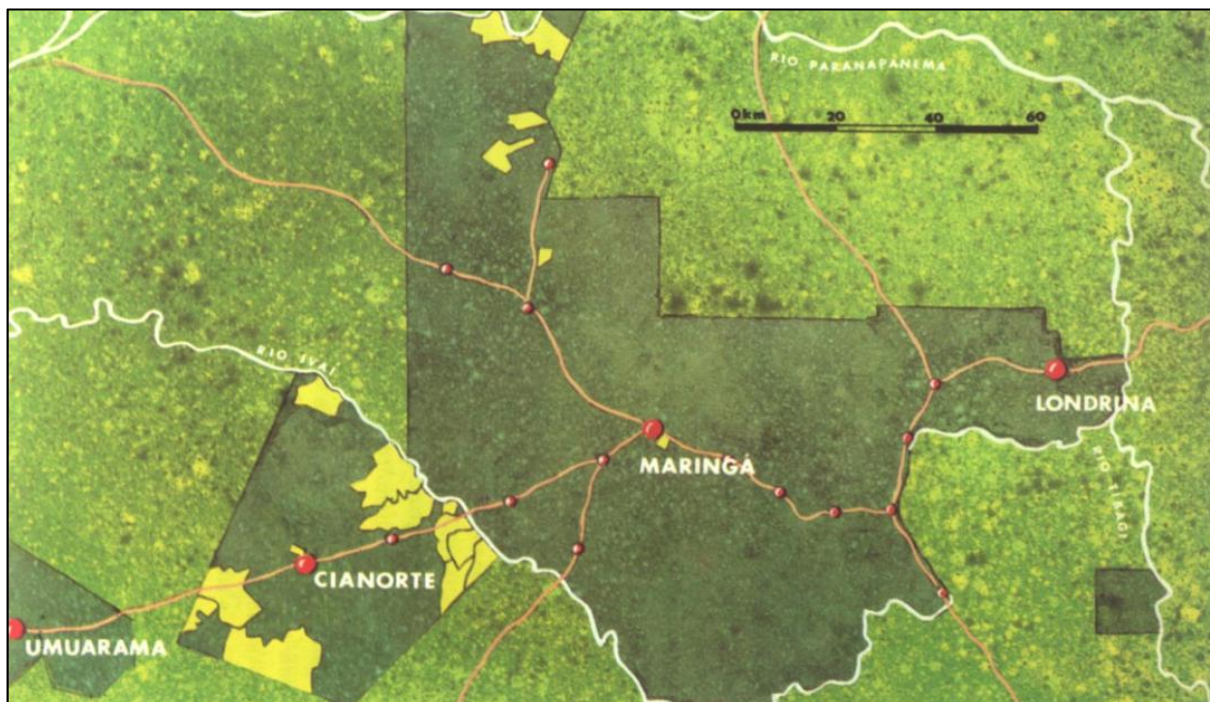 RIO PARANAPANEMA
0km 20 40 60
RIO IVAÍ
LONDRINA
MARINGÁ
RIO TIBAGI
CIANORTE
UMUARAMA